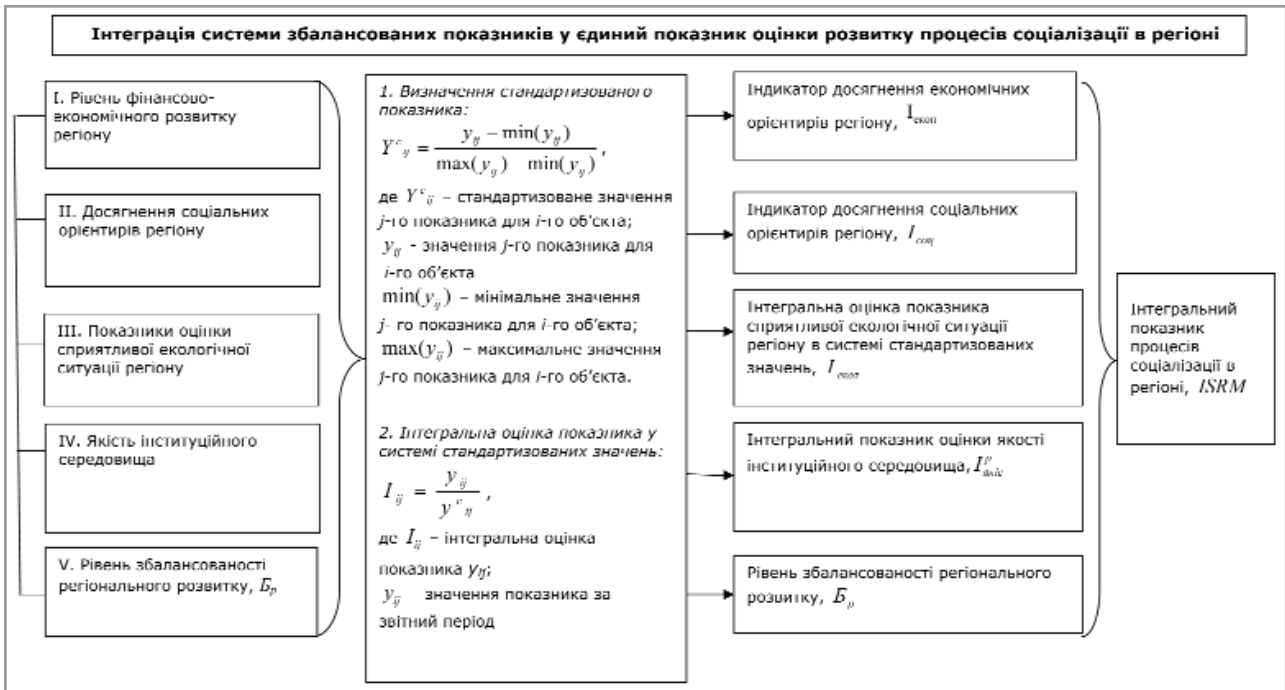 Інтеграція системи збалансованих показників у єдиний показник оцінки розвитку процесів соціалізації в регіоні
I. Рівень фінансово-
економічного розвитку
регіону
II. Досягнення соціальних
орієнтирів регіону
III. Показники оцінки
сприятливої екологічної
ситуації регіону
IV. Якість інституційного
середовища
V. Рівень збалансованості
регіонального розвитку, Б_р
1. Визначення стандартизованого
показника:
Y^c_ij = (y_ij – min(y_ij)) / (max(y_ij) min(y_ij)),
де Y^c_ij – стандартизоване значення
j-го показника для i-го об'єкта;
y_ij - значення j-го показника для
i-го об'єкта
min(y_ij) – мінімальне значення
j- го показника для i-го об'єкта;
max(y_ij) – максимальне значення
j-го показника для i-го об'єкта.
2. Інтегральна оцінка показника у
системі стандартизованих значень:
I_ij = y_ij / y^c_ij ,
де I_ij – інтегральна оцінка
показника y_ij;
y_ij значення показника за
звітний період
Індикатор досягнення економічних
орієнтирів регіону, I_екон
Індикатор досягнення соціальних
орієнтирів регіону, I_соц
Інтегральна оцінка показника
сприятливої екологічної ситуації
регіону в системі стандартизованих
значень, I
Інтегральний показник оцінки якості
інституційного середовища, I^p_якіс
Рівень збалансованості регіонального
розвитку, Б_р
Інтегральний
показник
процесів
соціалізації в
регіоні, ISRM